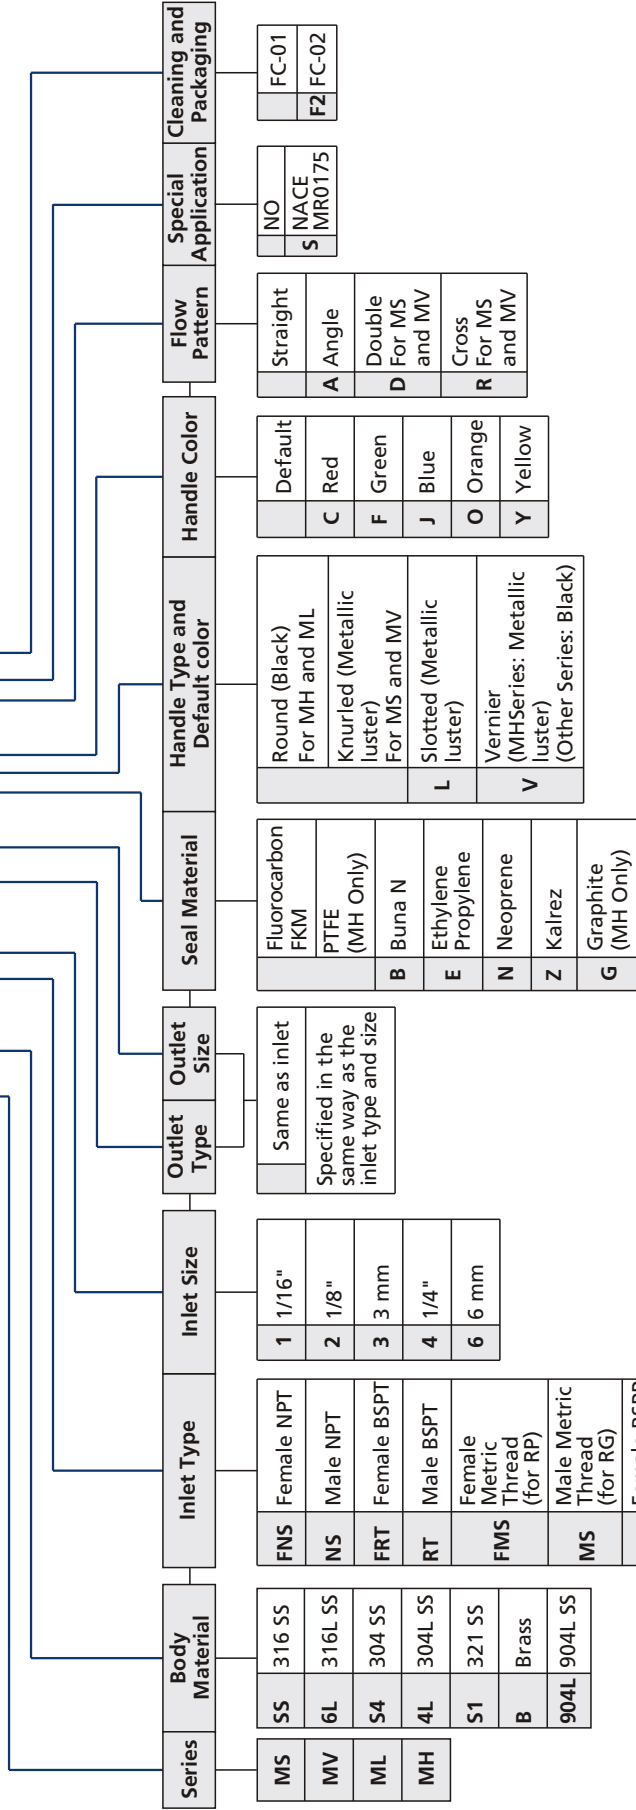 Series
MS
MV
ML
MH
Body
Material
SS 316 SS
6L 316L SS
S4 304 SS
4L 304L SS
S1 321 SS
B Brass
904L 904L SS
Inlet Type
FNS Female NPT
NS Male NPT
FRT Female BSPT
RT Male BSPT
FMS Female
Metric
Thread
(for RP)
MS Male Metric
Thread
(for RG)
Inlet Size
1 1/16"
2 1/8"
3 3 mm
4 1/4"
6 6 mm
Outlet
Type
Outlet
Size
Same as inlet
Specified in the
same way as the
inlet type and size
Seal Material
Fluorocarbon
FKM
PTFE
(MH Only)
B Buna N
E Ethylene
Propylene
N Neoprene
Z Kalrez
G Graphite
(MH Only)
Handle Type and
Default color
Round (Black)
For MH and ML
Knurled (Metallic
luster)
For MS and MV
L Slotted (Metallic
luster)
V Vernier
(MHSeries: Metallic
luster)
(Other Series: Black)
Handle Color
Default
C Red
F Green
J Blue
O Orange
Y Yellow
Flow
Pattern
Straight
A Angle
D Double
For MS
and MV
R Cross
For MS
and MV
Special
Application
NO
S NACE
MR0175
Cleaning and
Packaging
FC-01
F2 FC-02